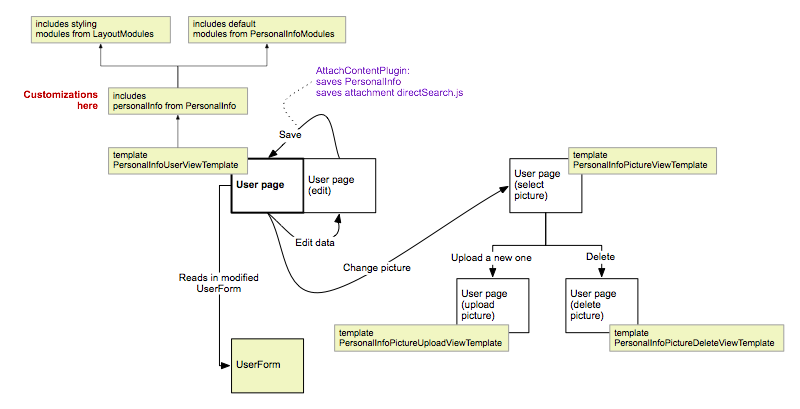 includes styling
modules from LayoutModules
includes default
modules from PersonalInfoModules
AttachContentPlugin:
saves PersonalInfo
saves attachment directSearch.js
Customizations
here
includes
personalInfo from PersonalInfo
Save
template
PersonalInfoUserViewTemplate
template
PersonalInfoPictureViewTemplate
User page
User page
(edit)
User page
(select
picture)
Edit data
Change picture
Upload a new one
Delete
Reads in modified
UserForm
User page
(upload
picture)
User page
(delete
picture)
template
PersonalInfoPictureUploadViewTemplate
template
PersonalInfoPictureDeleteViewTemplate
UserForm